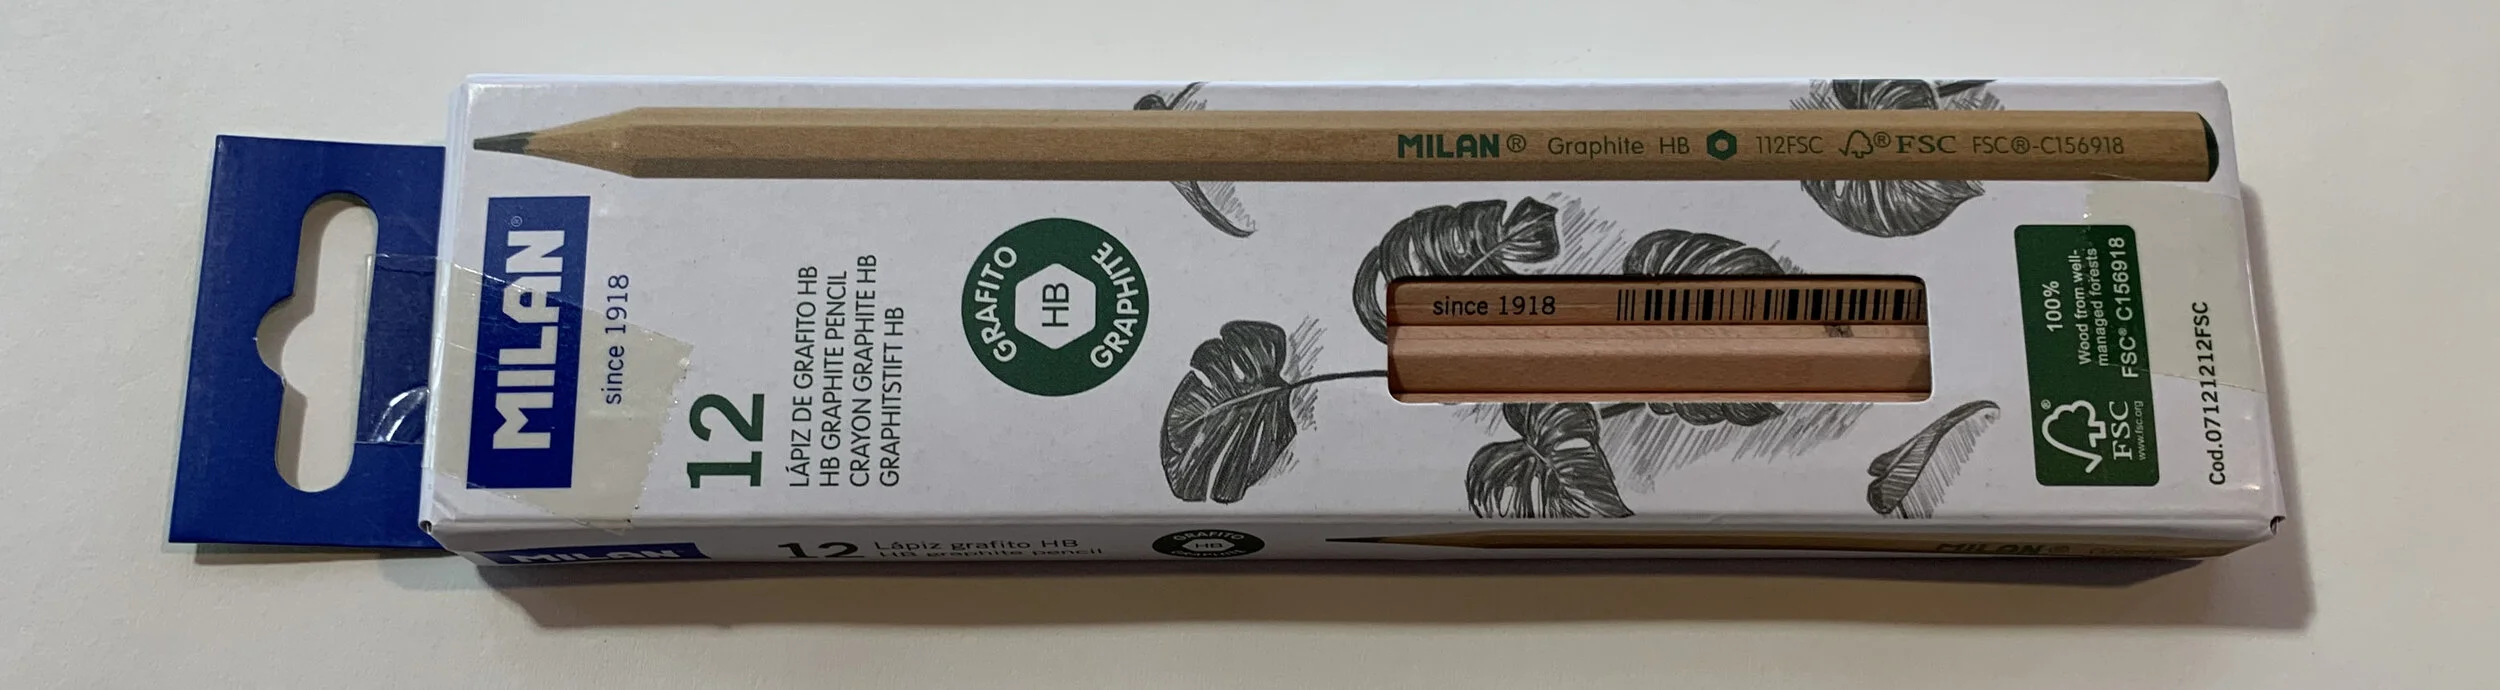 MILAN® Graphite HB 112FSC ® FSC FSC®-C156918
MILAN®
since 1918
12
LÁPIZ DE GRAFITO HB
HB GRAPHITE PENCIL
CRAYON GRAPHITE HB
GRAPHITSTIFT HB
GRAFITO
HB
GRAPHITE
since 1918
100%
Wood from well-
managed forests
FSC® C156918
®
FSC
www.fsc.org
Cod.0712121212FSC
MILAN
12 Lápiz grafito HB
HB graphite pencil
GRAFITO
HB
GRAPHITE
MILAN®